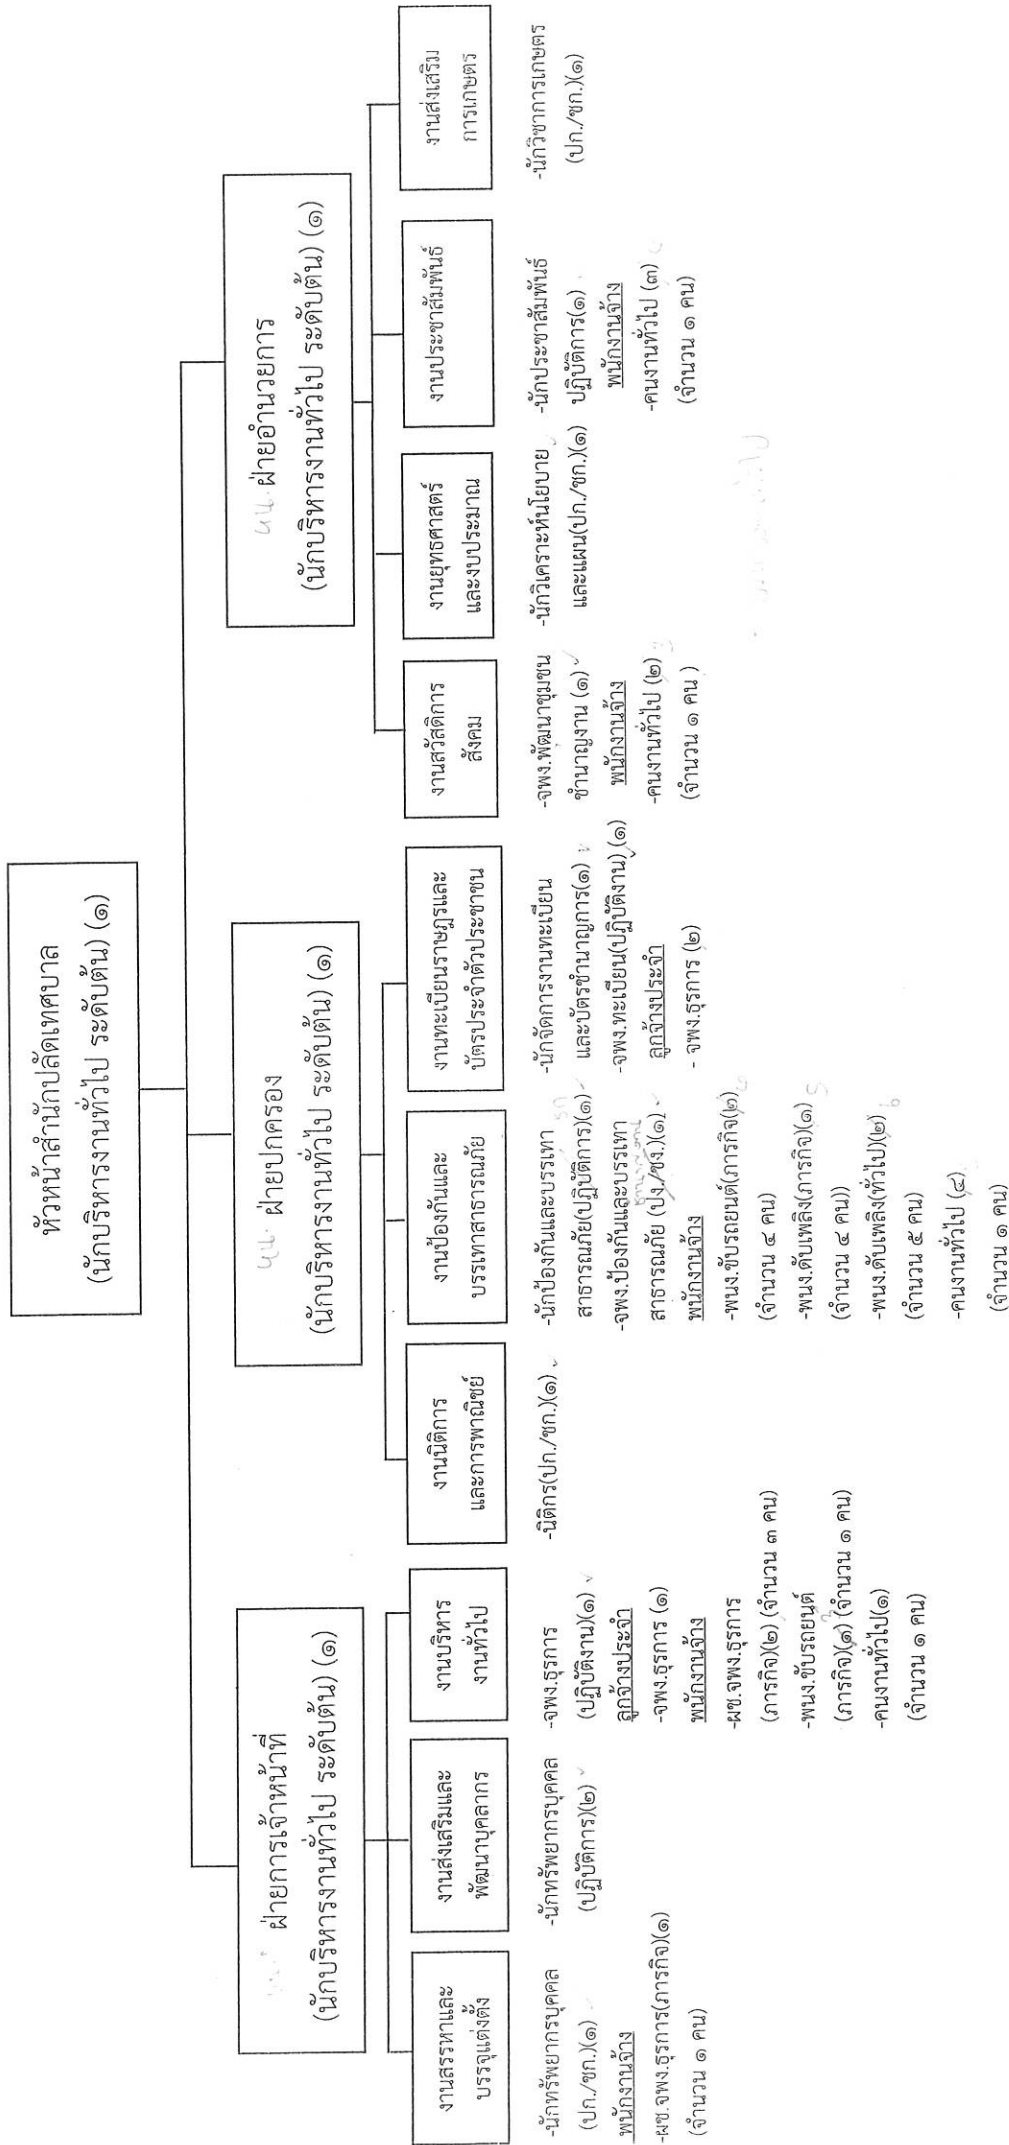 หัวหน้าสำนักปลัดเทศบาล
(นักบริหารงานทั่วไป ระดับต้น) (๑)
ฝ่ายการเจ้าหน้าที่
(นักบริหารงานทั่วไป ระดับต้น) (๑)
หน. ฝ่ายปกครอง
(นักบริหารงานทั่วไป ระดับต้น) (๑)
หน. ฝ่ายอำนวยการ
(นักบริหารงานทั่วไป ระดับต้น) (๑)
งานสรรหาและ
บรรจุแต่งตั้ง
-นักทรัพยากรบุคคล
(ปก./ชก.)(๑)
พนักงานจ้าง
-ผช.จพง.ธุรการ(ภารกิจ)(๑)
(จำนวน ๑ คน)
งานส่งเสริมและ
พัฒนาบุคลากร
-นักทรัพยากรบุคคล
(ปฏิบัติการ)(๒)
งานบริหาร
งานทั่วไป
-จพง.ธุรการ
(ปฏิบัติงาน)(๑)
ลูกจ้างประจำ
-จพง.ธุรการ (๑)
พนักงานจ้าง
-ผช.จพง.ธุรการ
(ภารกิจ)(๒) (จำนวน ๓ คน)
-พนง.ขับรถยนต์
(ภารกิจ)(๑) (จำนวน ๑ คน)
-คนงานทั่วไป(๑)
(จำนวน ๑ คน)
งานนิติการ
และการพาณิชย์
-นิติกร(ปก./ชก.)(๑)
งานป้องกันและ
บรรเทาสาธารณภัย
-นักป้องกันและบรรเทา
สาธารณภัย(ปฏิบัติการ)(๑)
-จพง.ป้องกันและบรรเทา
สาธารณภัย (ปง./ชง.)(๑)
พนักงานจ้าง
-พนง.ขับรถยนต์(ภารกิจ)(๒)
(จำนวน ๔ คน)
-พนง.ดับเพลิง(ภารกิจ)(๑)
(จำนวน ๔ คน))
-พนง.ดับเพลิง(ทั่วไป)(๒)
(จำนวน ๕ คน)
-คนงานทั่วไป (๔)
(จำนวน ๑ คน)
งานทะเบียนราษฎรและ
บัตรประจำตัวประชาชน
-นักจัดการงานทะเบียน
และบัตรชำนาญการ(๑)
-จพง.ทะเบียน(ปฏิบัติงาน) (๑)
ลูกจ้างประจำ
- จพง.ธุรการ (๒)
งานสวัสดิการ
สังคม
-จพง.พัฒนาชุมชน
ชำนาญงาน (๑)
พนักงานจ้าง
-คนงานทั่วไป (๒)
(จำนวน ๑ คน )
งานยุทธศาสตร์
และงบประมาณ
-นักวิเคราะห์นโยบาย
และแผน(ปก./ชก.)(๑)
งานประชาสัมพันธ์
-นักประชาสัมพันธ์
ปฏิบัติการ(๑)
พนักงานจ้าง
-คนงานทั่วไป (๓)
(จำนวน ๑ คน)
งานส่งเสริม
การเกษตร
-นักวิชาการเกษตร
(ปก./ชก.)(๑)